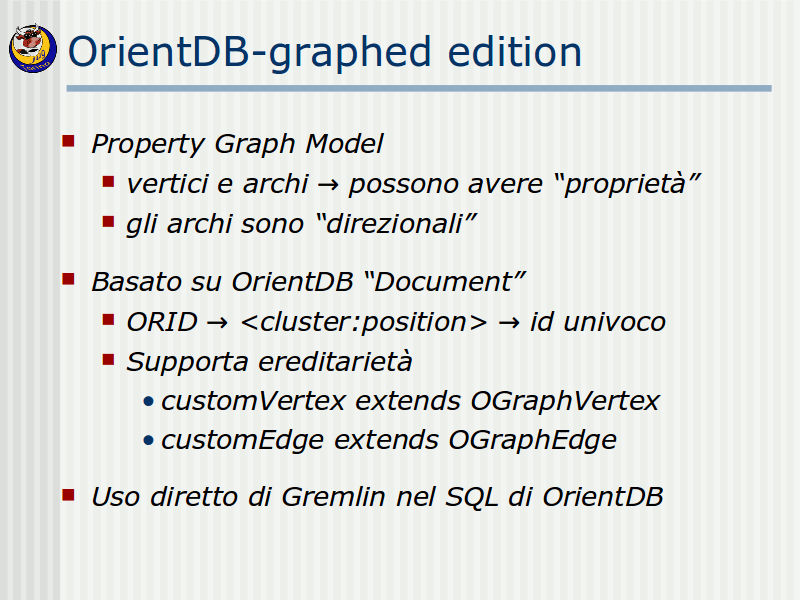 OrientDB-graphed edition
Property Graph Model
vertici e archi → possono avere “proprietà”
gli archi sono “direzionali”
Basato su OrientDB “Document”
ORID → <cluster:position> → id univoco
Supporta ereditarietà
customVertex extends OGraphVertex
customEdge extends OGraphEdge
Uso diretto di Gremlin nel SQL di OrientDB